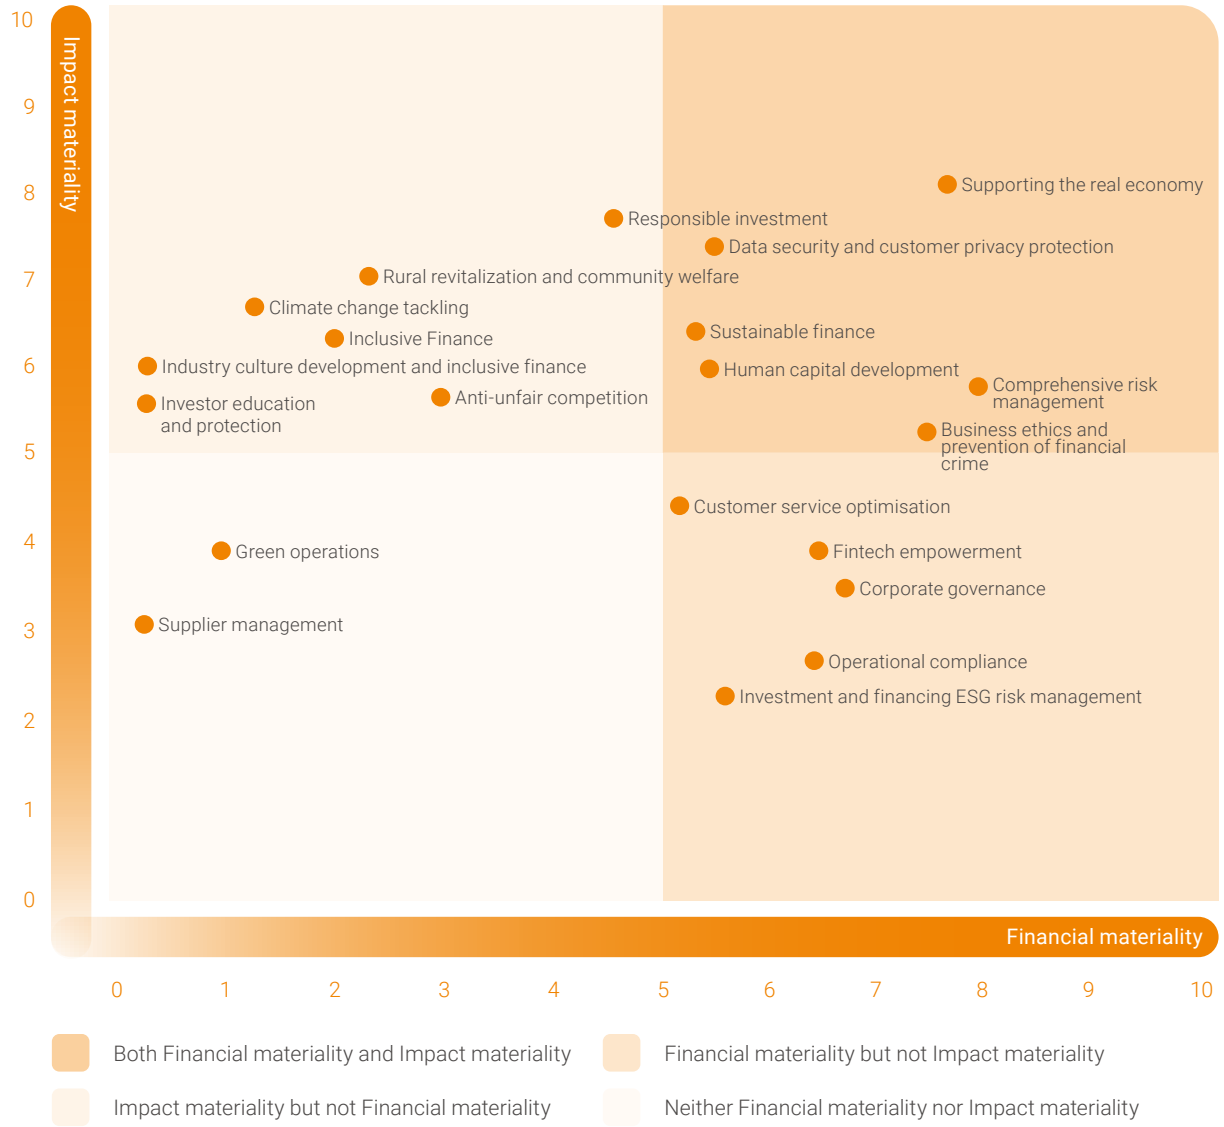 10
Impact materiality
9
8
Supporting the real economy
Responsible investment
Data security and customer privacy protection
7
Rural revitalization and community welfare
Climate change tackling
Sustainable finance
Inclusive Finance
6
Industry culture development and inclusive finance
Human capital development
Comprehensive risk
management
Anti-unfair competition
Investor education
and protection
Business ethics and
prevention of financial
crime
5
Customer service optimisation
4
Green operations
Fintech empowerment
Corporate governance
3
Supplier management
Operational compliance
2
Investment and financing ESG risk management
1
0
Financial materiality
0 1 2 3 4 5 6 7 8 9 10
Both Financial materiality and Impact materiality
Financial materiality but not Impact materiality
Impact materiality but not Financial materiality
Neither Financial materiality nor Impact materiality